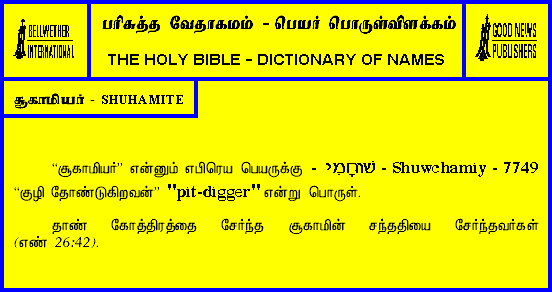 BELLWETHER
INTERNATIONAL
பரிசுத்த வேதாகமம் - பெயர் பொருள்விளக்கம்
THE HOLY BIBLE - DICTIONARY OF NAMES
GOOD NEWS
PUBLISHERS
சூகாமியர் - SHUHAMITE
“சூகாமியர்” என்னும் எபிரெய பெயருக்கு - שׁוּחָמִי - Shuwchamiy - 7749
“குழி தோண்டுகிறவன்” "pit-digger" என்று பொருள்.
தாண் கோத்திரத்தை சேர்ந்த சூகாமின் சந்ததியை சேர்ந்தவர்கள்
(எண் 26:42).